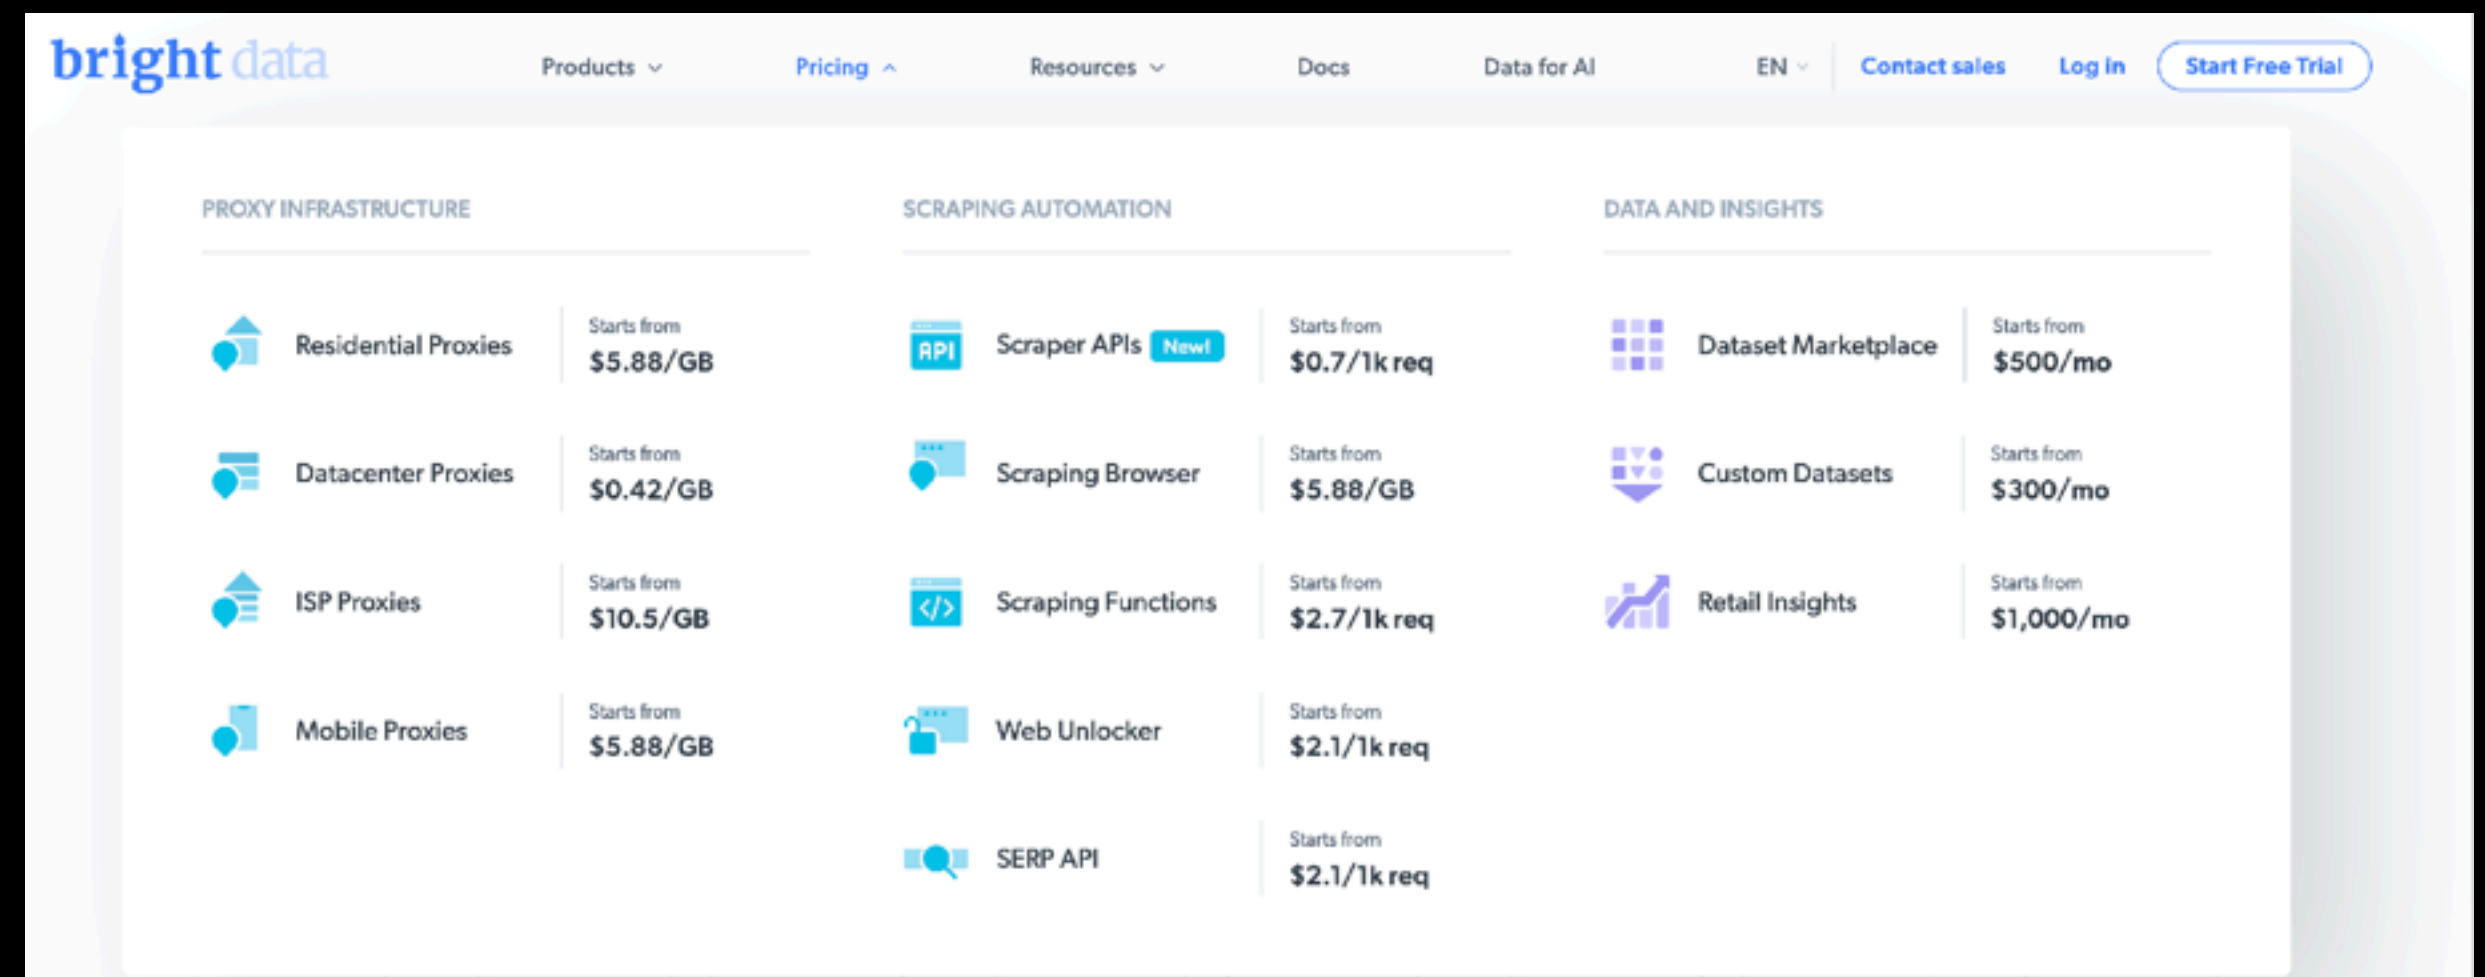 bright data
Products
Pricing
Resources
Docs
Data for AI
EN
Contact sales
Log in
Start Free Trial
PROXY INFRASTRUCTURE
Residential Proxies
Starts from
$5.88/GB
Datacenter Proxies
Starts from
$0.42/GB
ISP Proxies
Starts from
$10.5/GB
Mobile Proxies
Starts from
$5.88/GB
SCRAPING AUTOMATION
API
Scraper APIs New!
Starts from
$0.7/1k req
Scraping Browser
Starts from
$5.88/GB
</>
Scraping Functions
Starts from
$2.7/1k req
Web Unlocker
Starts from
$2.1/1k req
SERP API
Starts from
$2.1/1k req
DATA AND INSIGHTS
Dataset Marketplace
Starts from
$500/mo
Custom Datasets
Starts from
$300/mo
Retail Insights
Starts from
$1,000/mo